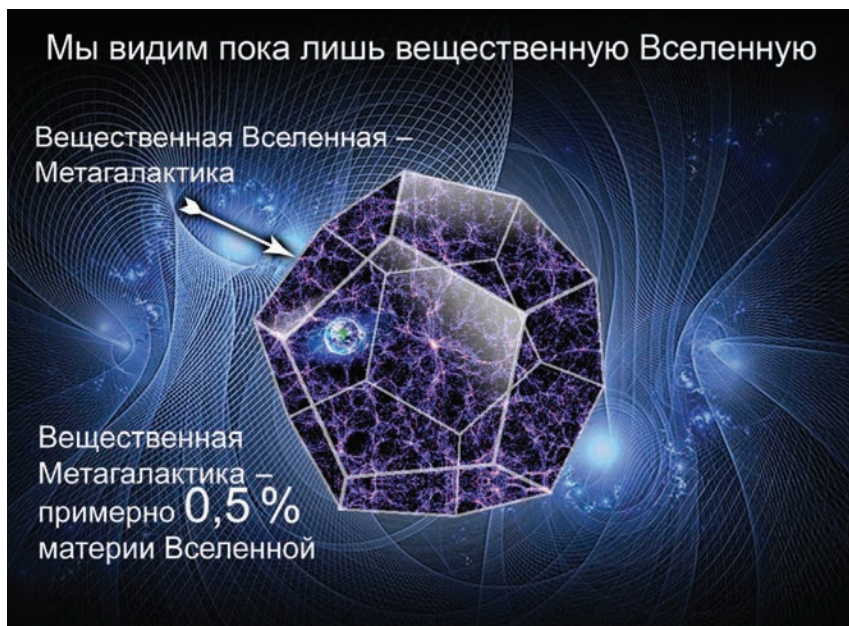 Мы видим пока лишь вещественную Вселенную
Вещественная Вселенная –
Метагалактика
Вещественная
Метагалактика –
примерно 0,5 %
материи Вселенной